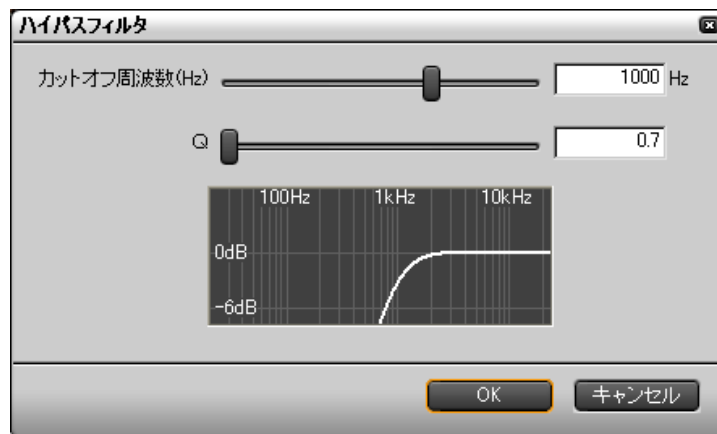 ハイパスフィルタ
カットオフ周波数(Hz) 1000 Hz
Q 0.7
100Hz 1kHz 10kHz
0dB
-6dB
OK キャンセル